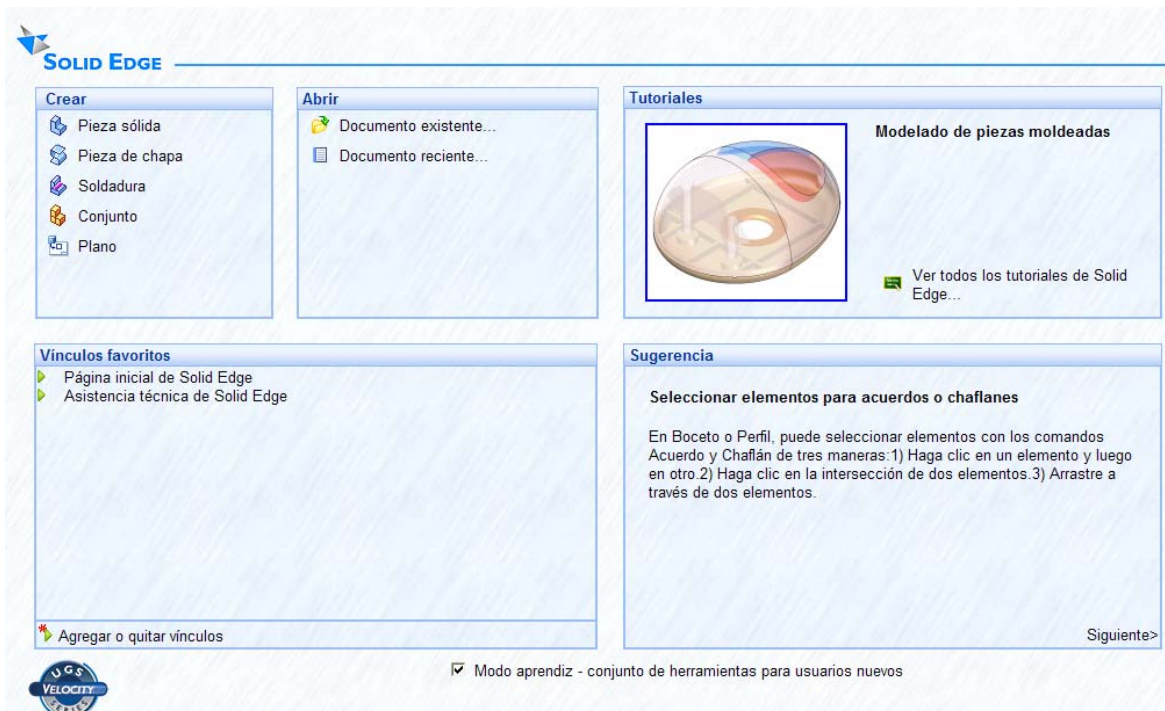 SOLID EDGE
Crear
Pieza sólida
Pieza de chapa
Soldadura
Conjunto
Plano
Abrir
Documento existente...
Documento reciente...
Tutoriales
Modelado de piezas moldeadas
Ver todos los tutoriales de Solid
Edge...
Vínculos favoritos
Página inicial de Solid Edge
Asistencia técnica de Solid Edge
Agregar o quitar vínculos
Sugerencia
Seleccionar elementos para acuerdos o chaflanes
En Boceto o Perfil, puede seleccionar elementos con los comandos
Acuerdo y Chaflán de tres maneras:1) Haga clic en un elemento y luego
en otro.2) Haga clic en la intersección de dos elementos.3) Arrastre a
través de dos elementos.
Siguiente>
UGS
VELOCITY
SERIES
Modo aprendiz - conjunto de herramientas para usuarios nuevos